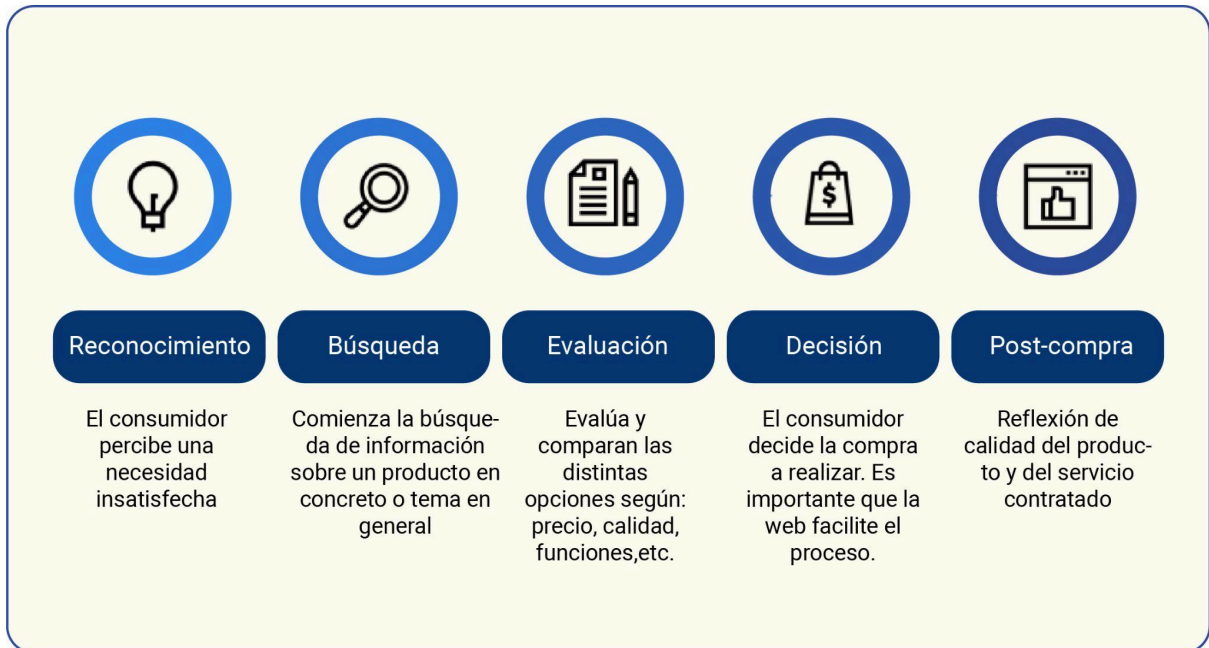 $
Reconocimiento
El consumidor
percibe una
necesidad
insatisfecha
Búsqueda
Comienza la búsque-
da de información
sobre un producto en
concreto o tema en
general
Evaluación
Evalúa y
comparan las
distintas
opciones según:
precio, calidad,
funciones,etc.
Decisión
El consumidor
decide la compra
a realizar. Es
importante que la
web facilite el
proceso.
Post-compra
Reflexión de
calidad del produc-
to y del servicio
contratado